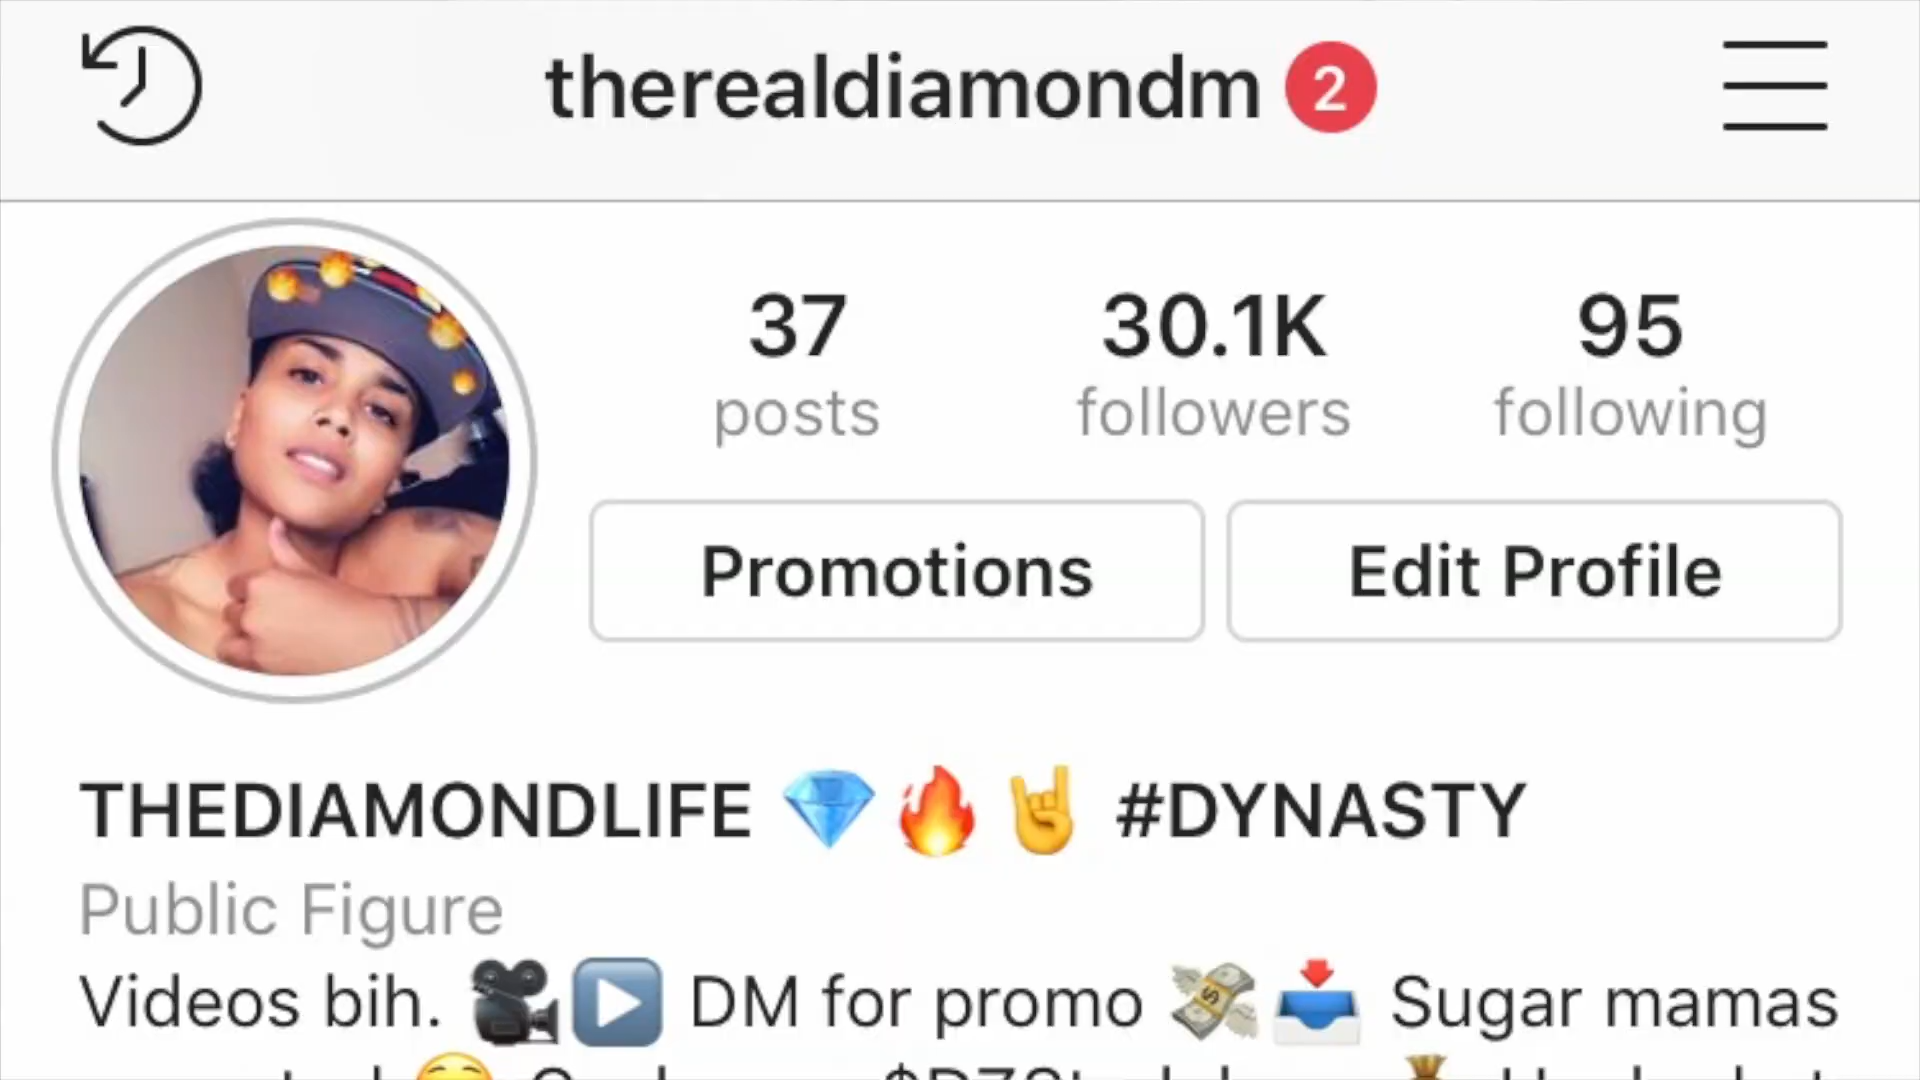 therealdiamondm 2
37 30.1K 95
posts followers following
Promotions Edit Profile
THEDIAMONDLIFE 💎🔥🤘 #DYNASTY
Public Figure
Videos bih. 🎥▶️ DM for promo 💸📥 Sugar mamas